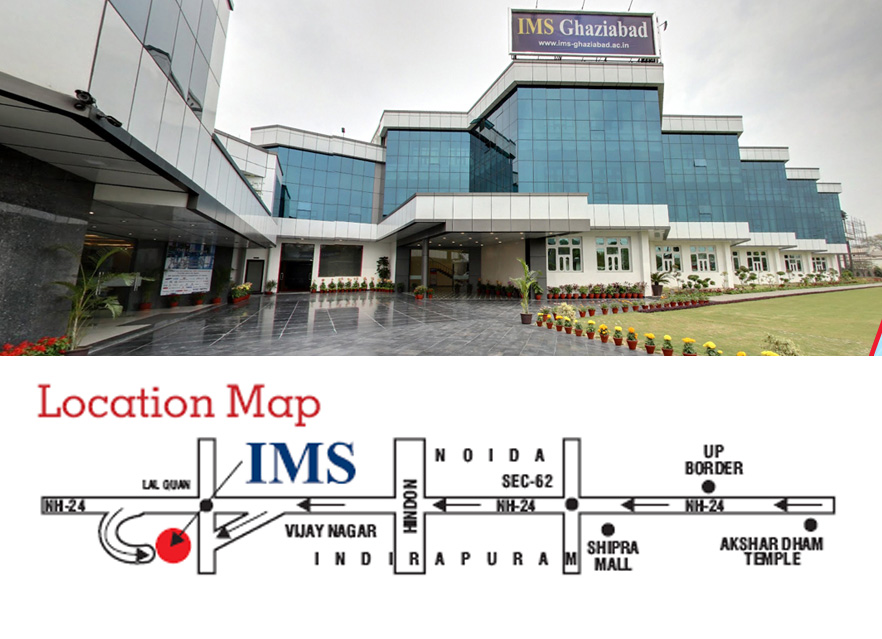 IMS Ghaziabad
www.ims-ghaziabad.ac.in
Location Map
IMS
NOIDA
UP
BORDER
LAL QUAN
SEC-62
NH-24
HINDON
NH-24
NH-24
VIJAY NAGAR
INDIRAPURAM
SHIPRA
MALL
AKSHAR DHAM
TEMPLE